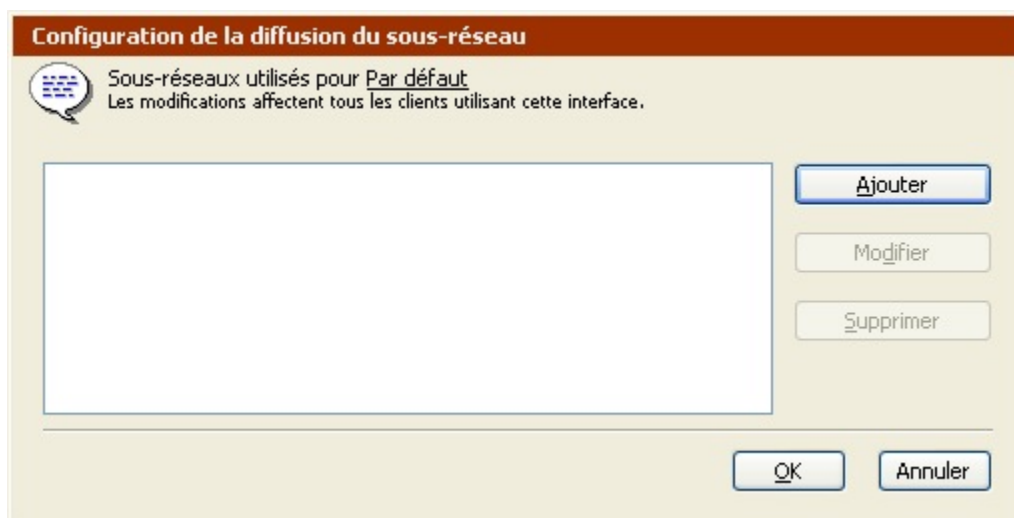 Configuration de la diffusion du sous-réseau
Sous-réseaux utilisés pour Par défaut
Les modifications affectent tous les clients utilisant cette interface.
Ajouter
Modifier
Supprimer
OK
Annuler